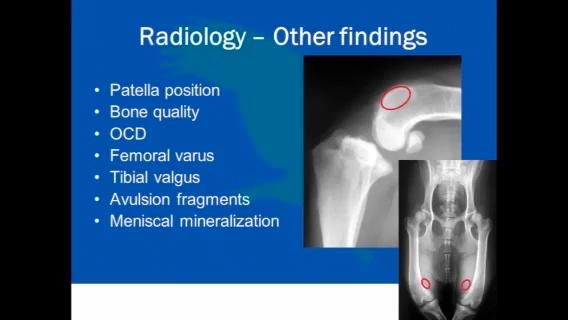 Radiology – Other findings
• Patella position
• Bone quality
• OCD
• Femoral varus
• Tibial valgus
• Avulsion fragments
• Meniscal mineralization